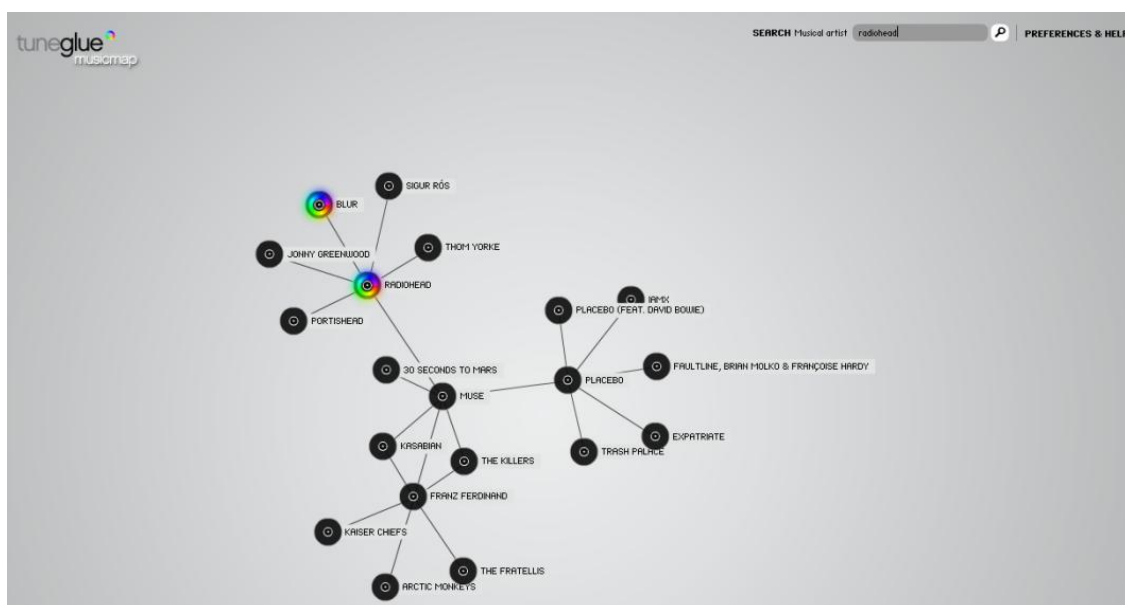 tuneglue
musicmap
SEARCH Musical artist radiohead
PREFERENCES & HELP
SIGUR RÓS
BLUR
THOM YORKE
JONNY GREENWOOD
RADIOHEAD
PORTISHEAD
IAMX
PLACEBO (FEAT. DAVID BOWIE)
30 SECONDS TO MARS
FAULTLINE, BRIAN MOLKO & FRANÇOISE HARDY
PLACEBO
MUSE
EXPATRIATE
KASABIAN
TRASH PALACE
THE KILLERS
FRANZ FERDINAND
KAISER CHIEFS
THE FRATELLIS
ARCTIC MONKEYS